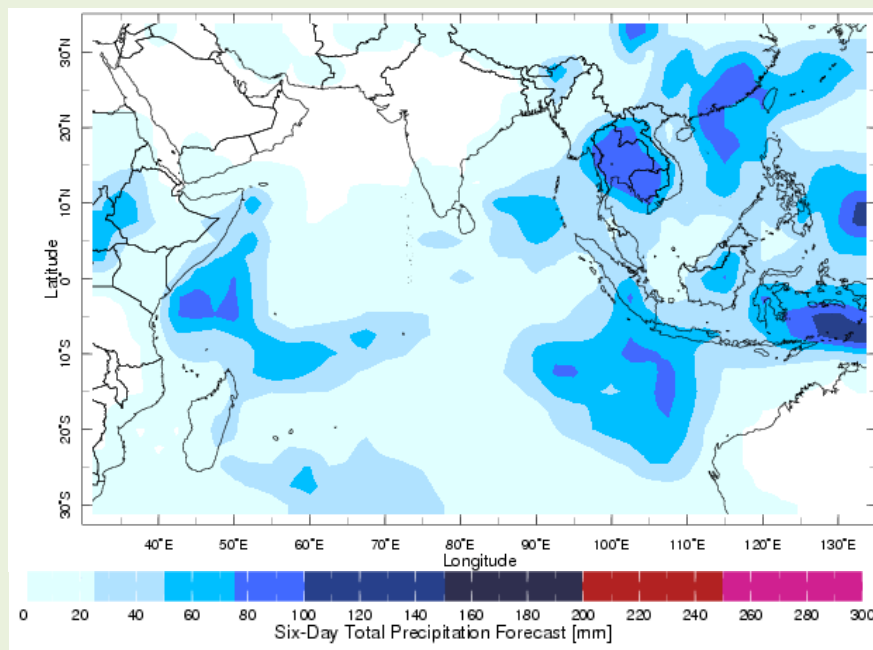 30°N
20°N
10°N
0°
10°S
20°S
30°S
Latitude
40°E 50°E 60°E 70°E 80°E 90°E 100°E 110°E 120°E 130°E
Longitude
0 20 40 60 80 100 120 140 160 180 200 220 240 260 280 300
Six-Day Total Precipitation Forecast [mm]